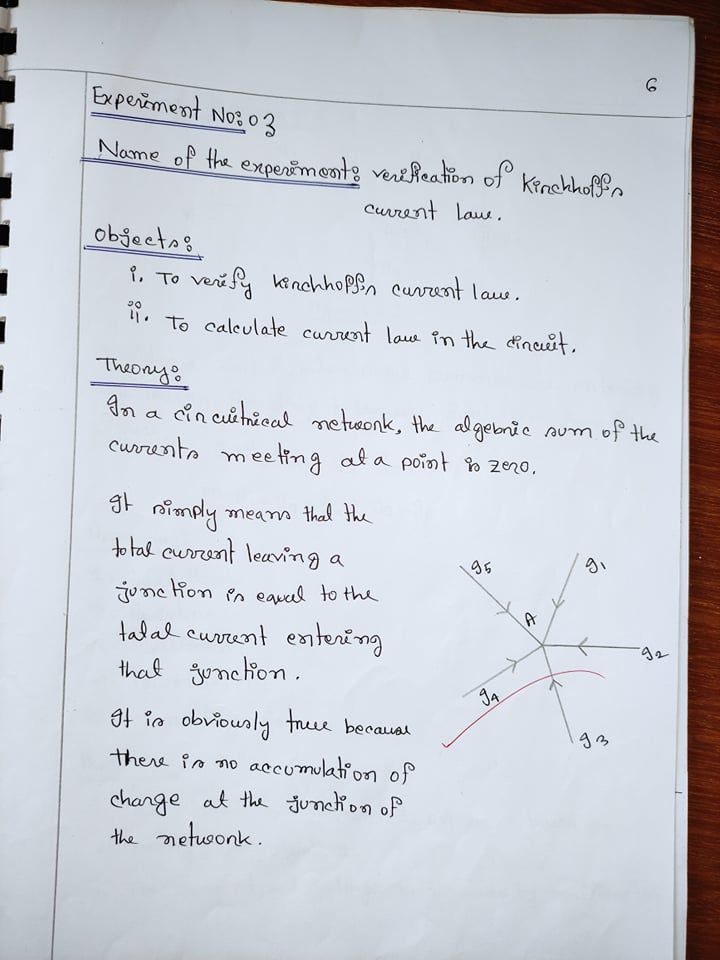 6
Experiment No: 03
Name of the experiment: verification of Kirchhoff's
current law.
Objects:
i. To verify kirchhoff's current law.
ii. To calculate current law in the circuit.
Theory:
In a circuitrical network, the algebric sum of the
currents meeting at a point is zero.
It simply means that the
total current leaving a
junction is equal to the
talal current entering
that junction.
It is obviously true because
there is no accumulation of
charge at the junction of
the network.
I5
I1
A
I2
I4
I3